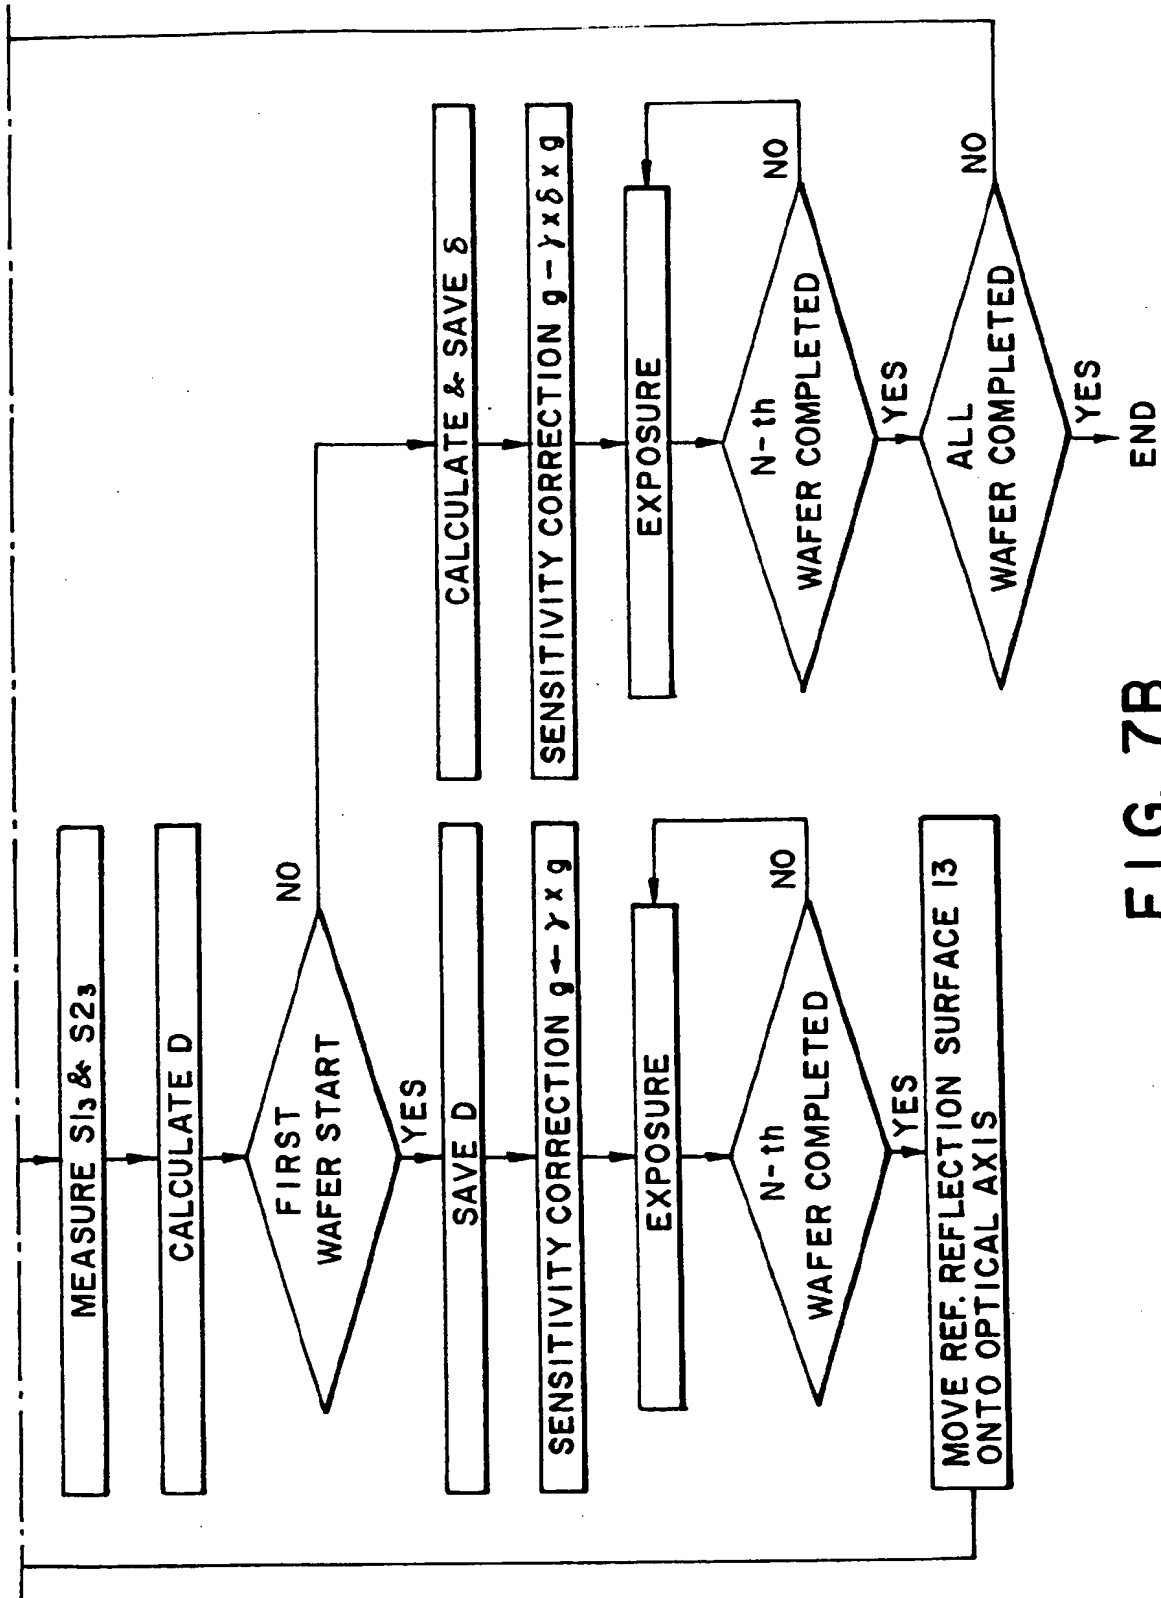 MEASURE S1₃ & S2₃
CALCULATE D
FIRST
WAFER START
NO
YES
SAVE D
SENSITIVITY CORRECTION g ← γ x g
EXPOSURE
N-th
WAFER COMPLETED
NO
YES
MOVE REF. REFLECTION SURFACE 13
ONTO OPTICAL AXIS
CALCULATE & SAVE δ
SENSITIVITY CORRECTION g - γ x δ x g
EXPOSURE
N-th
WAFER COMPLETED
NO
YES
ALL
WAFER COMPLETED
NO
YES
END
FIG. 7B